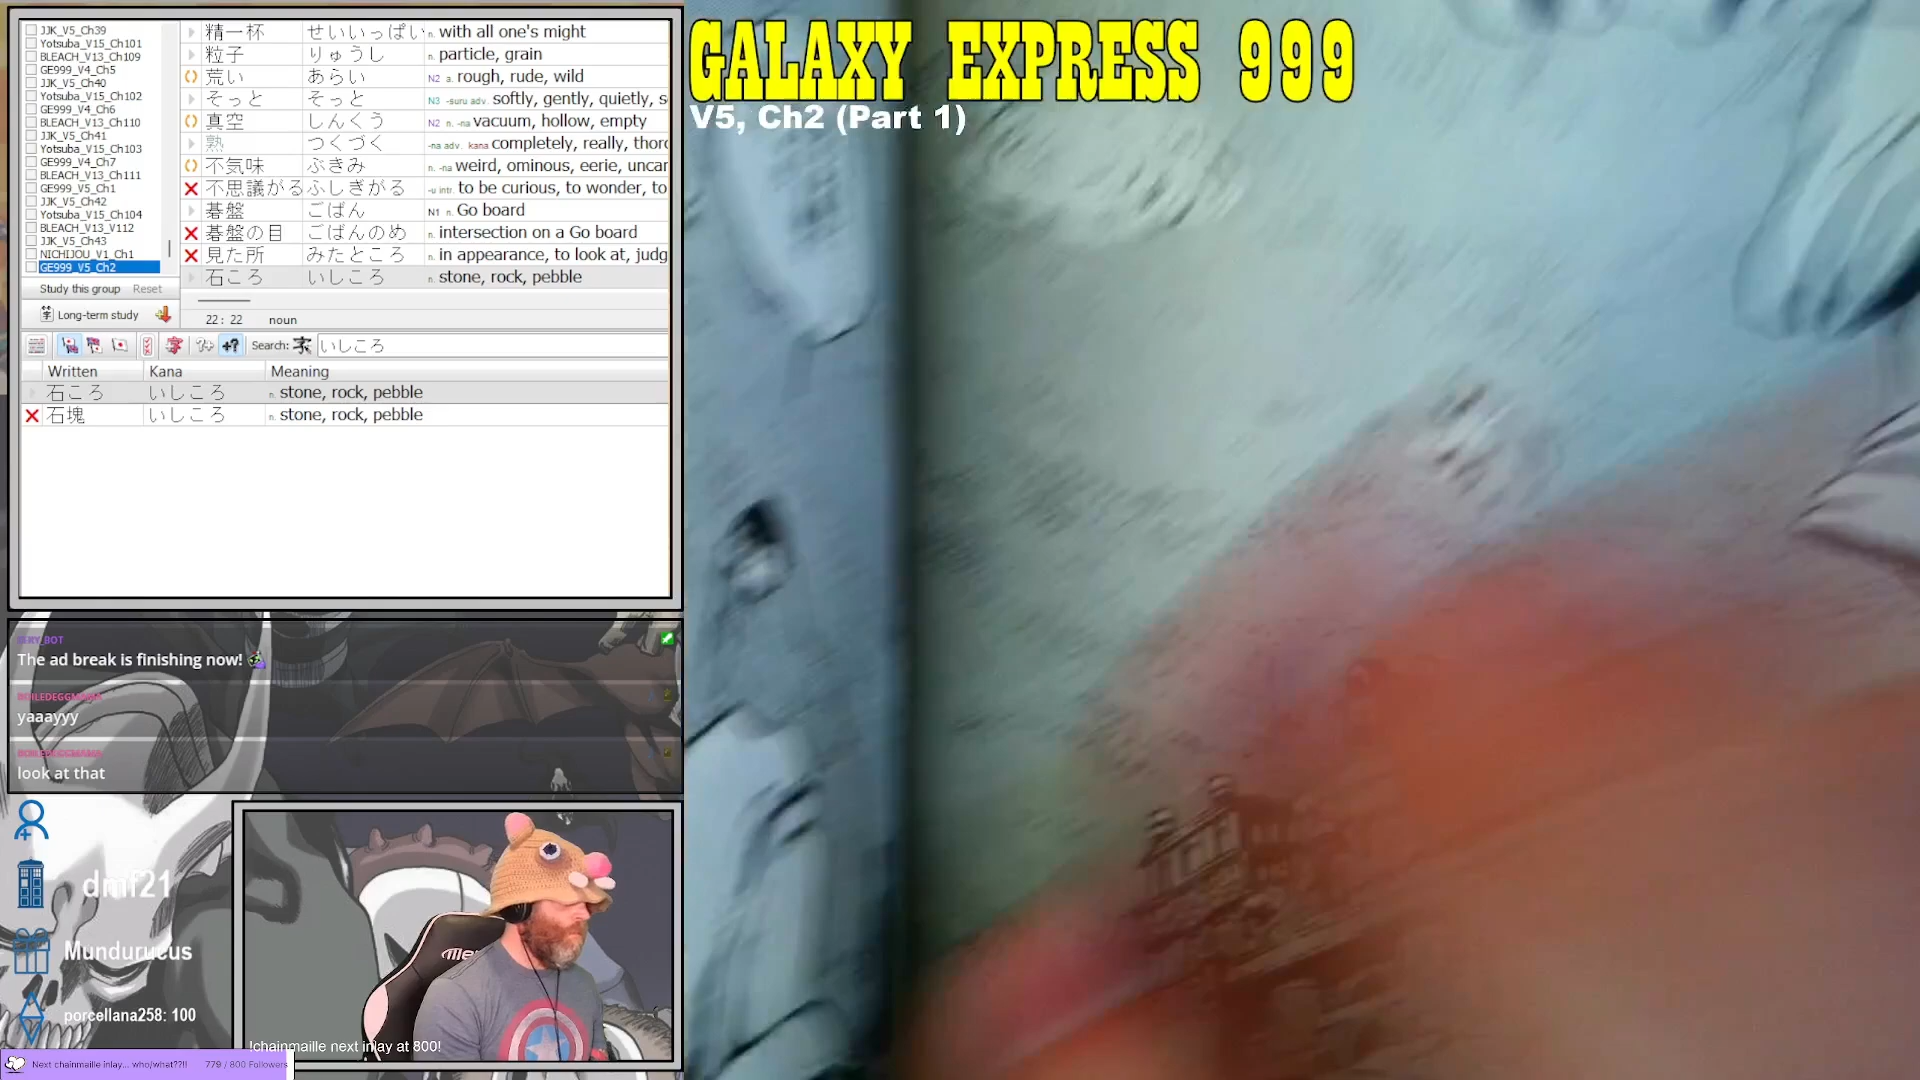 JJK_V5_Ch39
Yotsuba_V15_Ch101
BLEACH_V13_Ch109
GE999_V4_Ch5
JJK_V5_Ch40
Yotsuba_V15_Ch102
GE999_V4_Ch6
BLEACH_V13_Ch110
JJK_V5_Ch41
Yotsuba_V15_Ch103
GE999_V4_Ch7
BLEACH_V13_Ch111
GE999_V5_Ch1
JJK_V5_Ch42
Yotsuba_V15_Ch104
BLEACH_V13_V112
JJK_V5_Ch43
NICHIJOU_V1_Ch1
GE999_V5_Ch2
Study this group Reset
Long-term study
精一杯 せいいっぱい n. with all one's might
粒子 りゅうし n. particle, grain
荒い あらい N2 a. rough, rude, wild
そっと そっと N3 -suru adv. softly, gently, quietly, s
真空 しんくう N2 n. -na vacuum, hollow, empty
熟 つくづく -na adv. kana completely, really, thoro
不気味 ぶきみ n. -na weird, ominous, eerie, uncan
不思議がる ふしぎがる -u intr. to be curious, to wonder, to
碁盤 ごばん N1 n. Go board
碁盤の目 ごばんのめ n. intersection on a Go board
見た所 みたところ n. in appearance, to look at, judg
石ころ いしころ n. stone, rock, pebble
22: 22 noun
Search: いしころ
Written Kana Meaning
石ころ いしころ n. stone, rock, pebble
石塊 いしころ n. stone, rock, pebble
The ad break is finishing now!
yaaayyy
look at that
dmf21
Mundurucus
porcellana258: 100
!chainmaille next inlay at 800!
Next chainmaille inlay... who/what??!! 779 / 800 Followers
GALAXY EXPRESS 999
V5, Ch2 (Part 1)